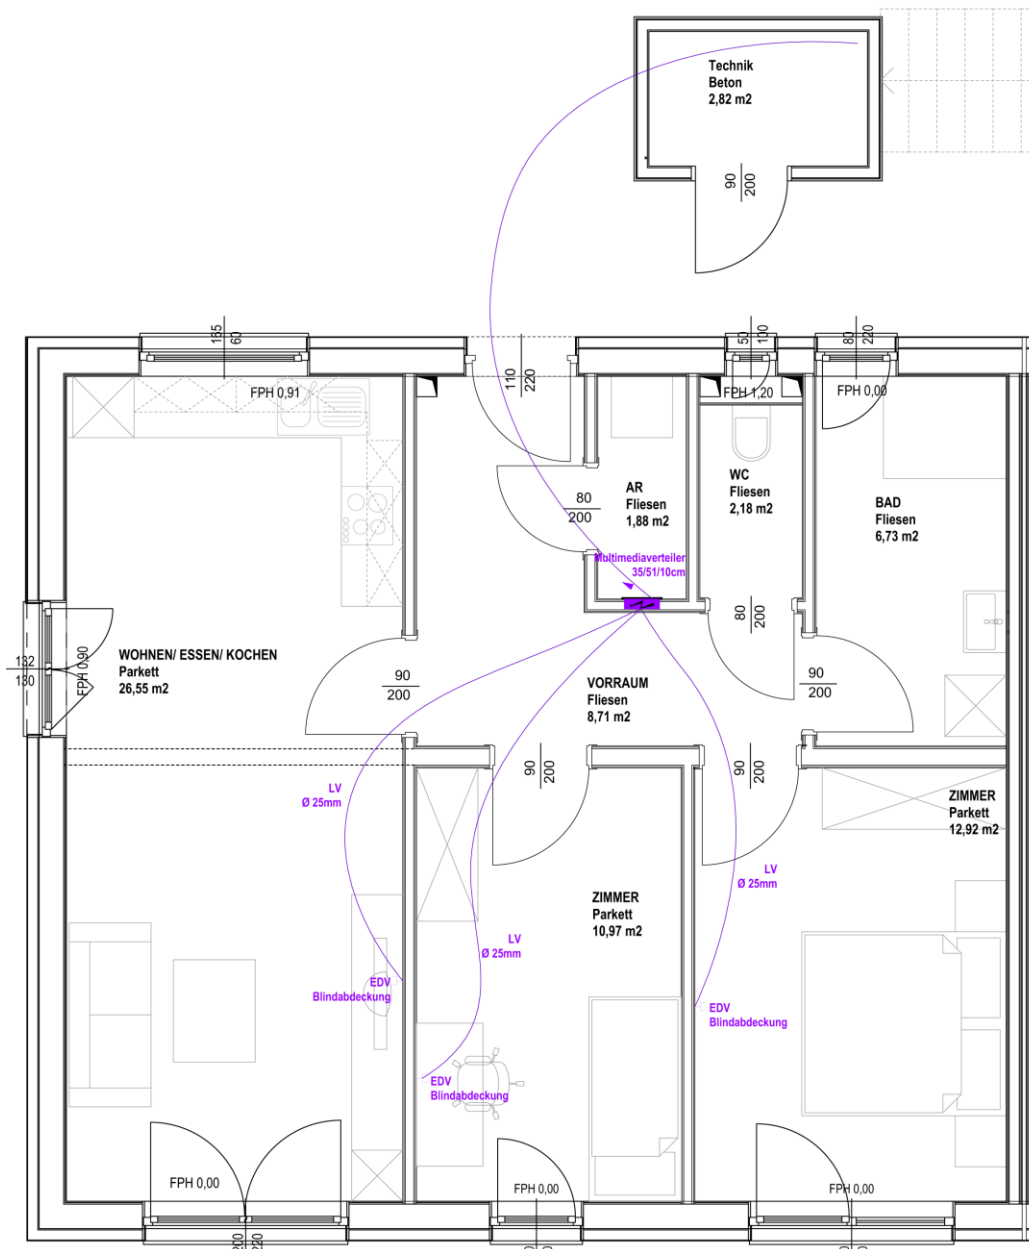 Technik
Beton
2,82 m2
90
200
165
60
110
220
50
100
80
220
FPH 0,91
FPH 1,20
FPH 0,00
AR
Fliesen
1,88 m2
80
200
WC
Fliesen
2,18 m2
BAD
Fliesen
6,73 m2
Multimediaverteiler
35/51/10cm
80
200
132
130
FPH 0,90
WOHNEN/ ESSEN/ KOCHEN
Parkett
26,55 m2
90
200
VORRAUM
Fliesen
8,71 m2
90
200
90
200
90
200
LV
Ø 25mm
ZIMMER
Parkett
12,92 m2
LV
Ø 25mm
ZIMMER
Parkett
10,97 m2
LV
Ø 25mm
EDV
Blindabdeckung
EDV
Blindabdeckung
EDV
Blindabdeckung
FPH 0,00
FPH 0,00
FPH 0,00
200
220